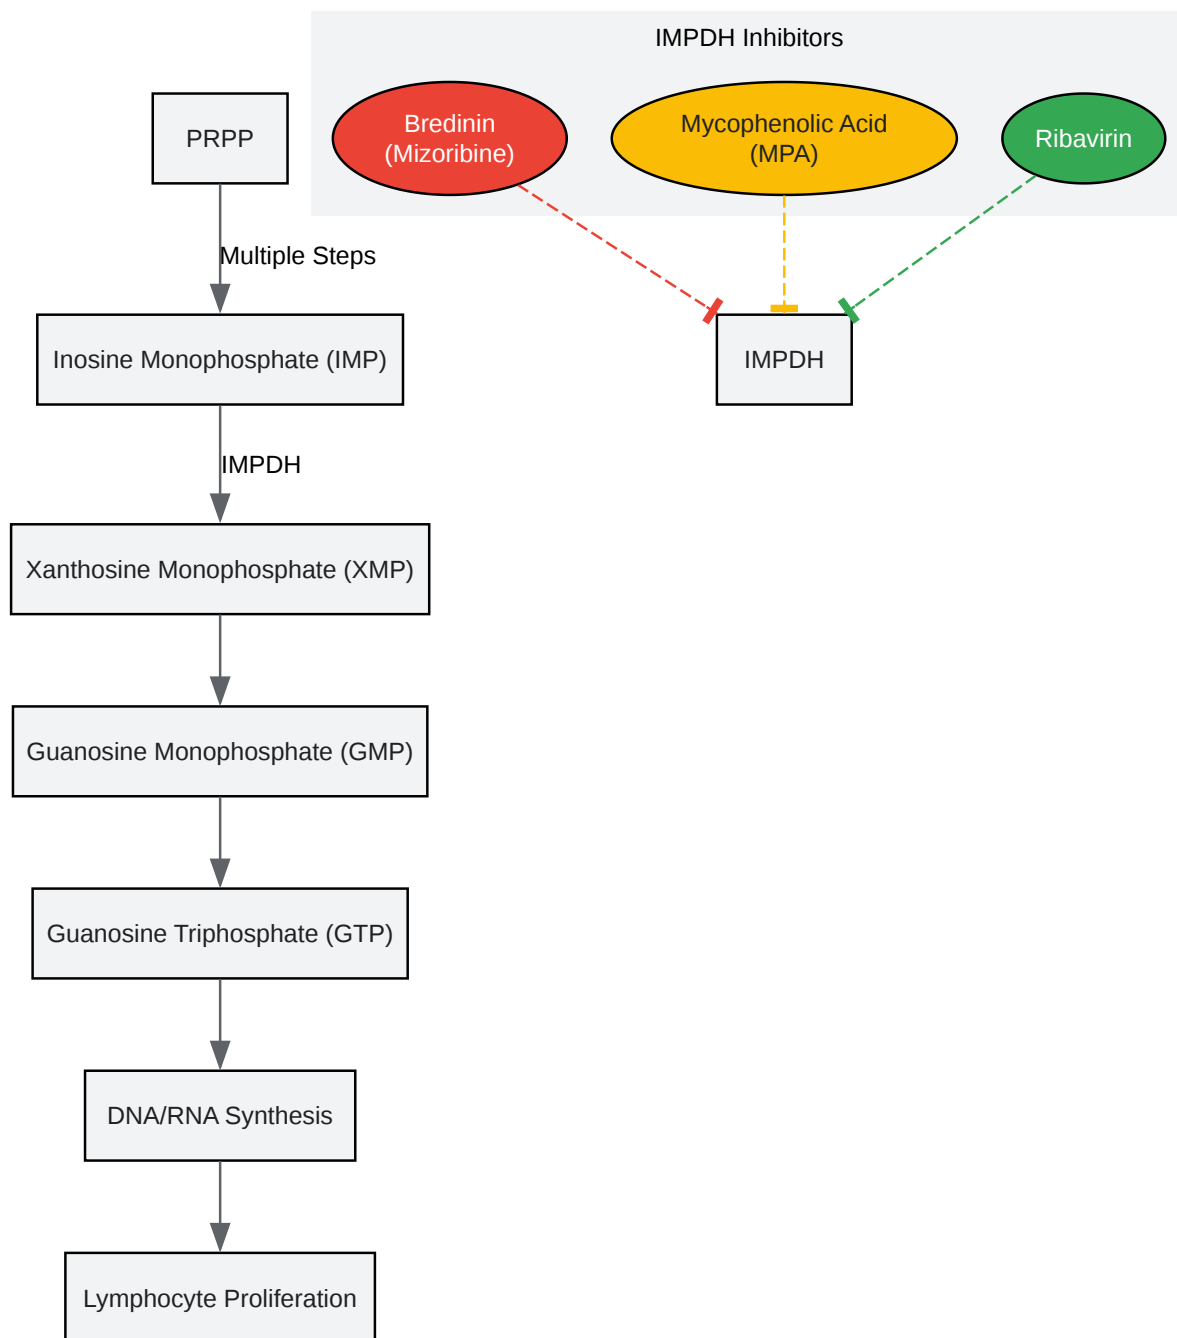 IMPDH Inhibitors
PRPP
Bredinin
(Mizoribine)
Mycophenolic Acid
(MPA)
Ribavirin
Multiple Steps
Inosine Monophosphate (IMP)
IMPDH
IMPDH
Xanthosine Monophosphate (XMP)
Guanosine Monophosphate (GMP)
Guanosine Triphosphate (GTP)
DNA/RNA Synthesis
Lymphocyte Proliferation